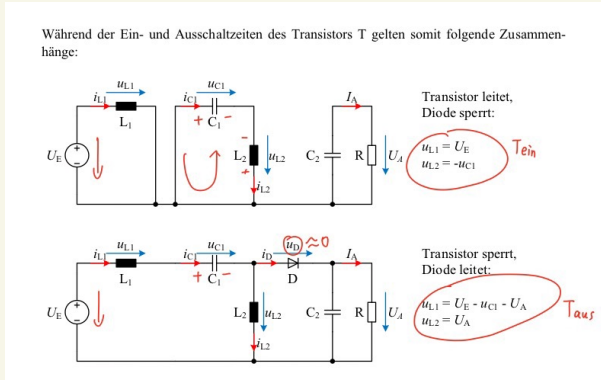 Während der Ein- und Ausschaltzeiten des Transistors T gelten somit folgende Zusammen-
hänge:
iL1 uL1 iC1 uC1 IA
L1 + C1 -
UE L2 - + uL2 iL2 C2 R UA
Transistor leitet,
Diode sperrt:
uL1 = UE
uL2 = -uC1
Tein
iL1 uL1 iC1 uC1 iD uD ≈0 IA
L1 + C1 - D
UE L2 uL2 iL2 C2 R UA
Transistor sperrt,
Diode leitet:
uL1 = UE - uC1 - UA
uL2 = UA
Taus